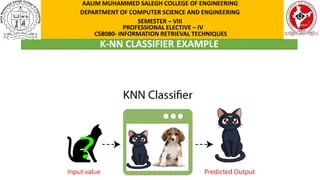 AALIM MUHAMMED SALEGH COLLEGE OF ENGINEERING
DEPARTMENT OF COMPUTER SCIENCE AND ENGINEERING
SEMESTER – VIII
PROFESSIONAL ELECTIVE – IV
CS8080- INFORMATION RETRIEVAL TECHNIQUES
K-NN CLASSIFIER EXAMPLE
KNN Classifier
?
Input value
Predicted Output